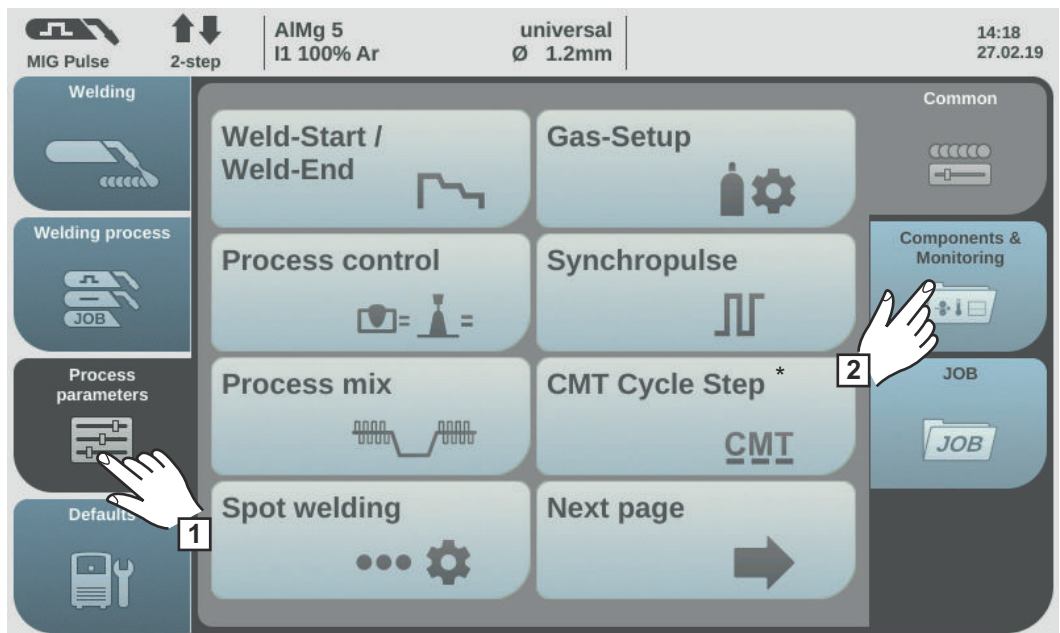 MIG Pulse
2-step
AlMg 5
I1 100% Ar
universal
Ø 1.2mm
14:18
27.02.19
Welding
Welding process
JOB
Process
parameters
Defaults
1
Weld-Start /
Weld-End
Gas-Setup
Process control
= =
Synchropulse
Process mix
CMT Cycle Step *
CMT
Spot welding
Next page
Common
Components &
Monitoring
2
JOB
JOB